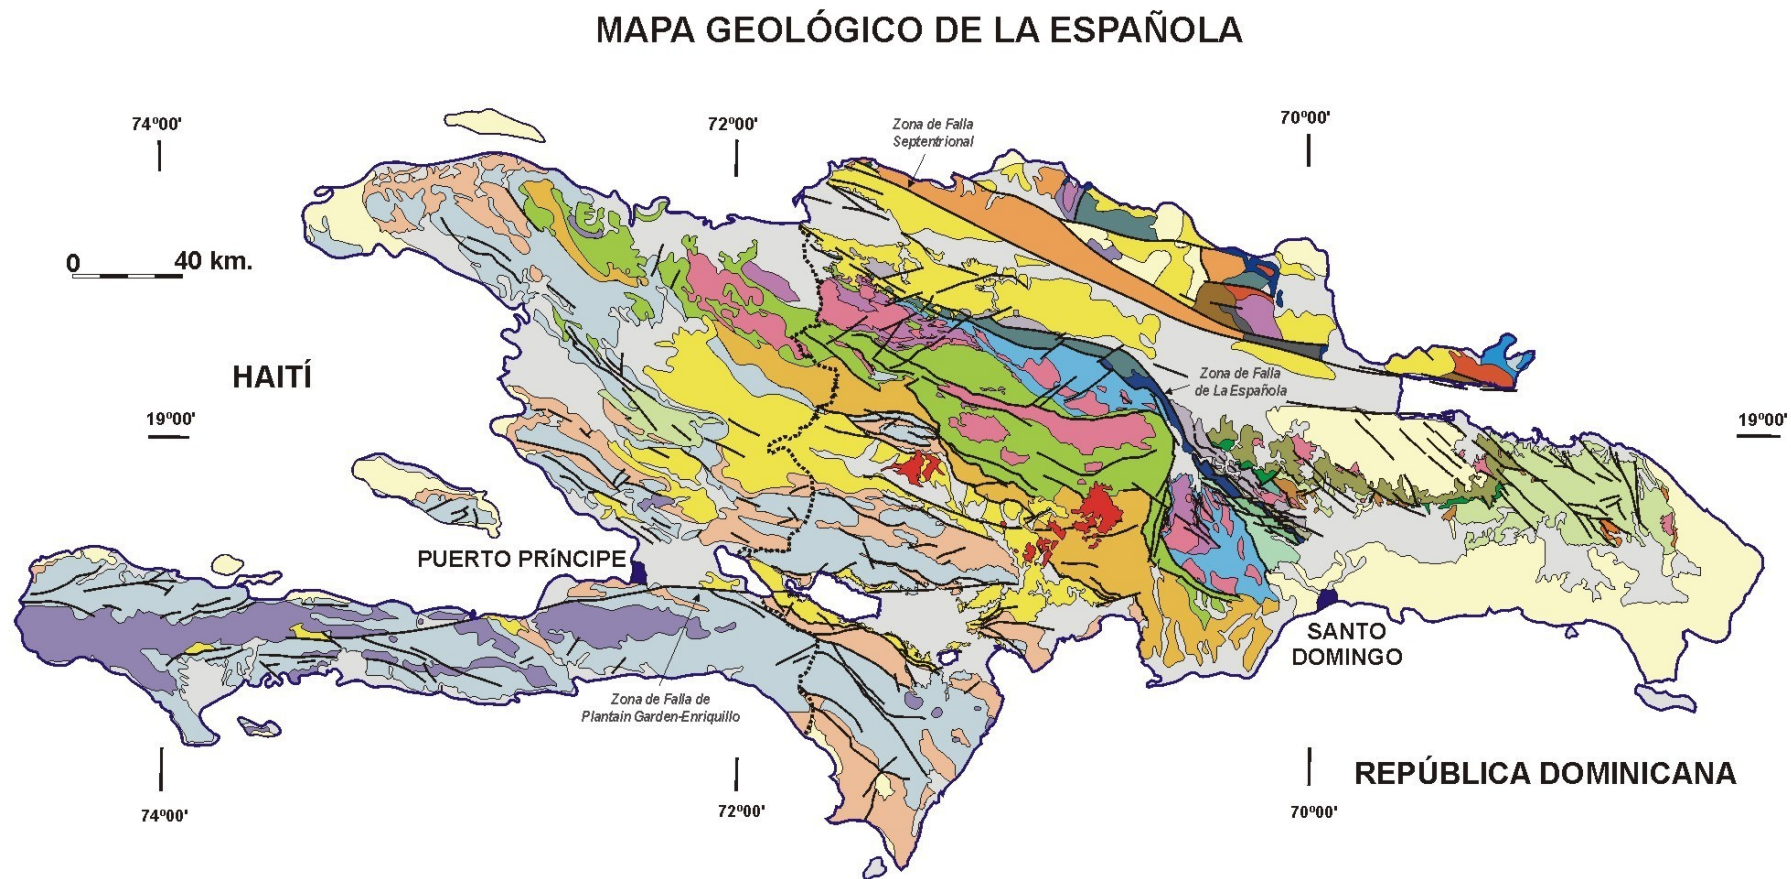 MAPA GEOLÓGICO DE LA ESPAÑOLA
74º00'
72º00'
Zona de Falla
Septentrional
70º00'
0 40 km.
HAITÍ
Zona de Falla
de La Española
19º00'
19º00'
PUERTO PRÍNCIPE
SANTO
DOMINGO
Zona de Falla de
Plantain Garden-Enriquillo
REPÚBLICA DOMINICANA
74º00'
72º00'
70º00'